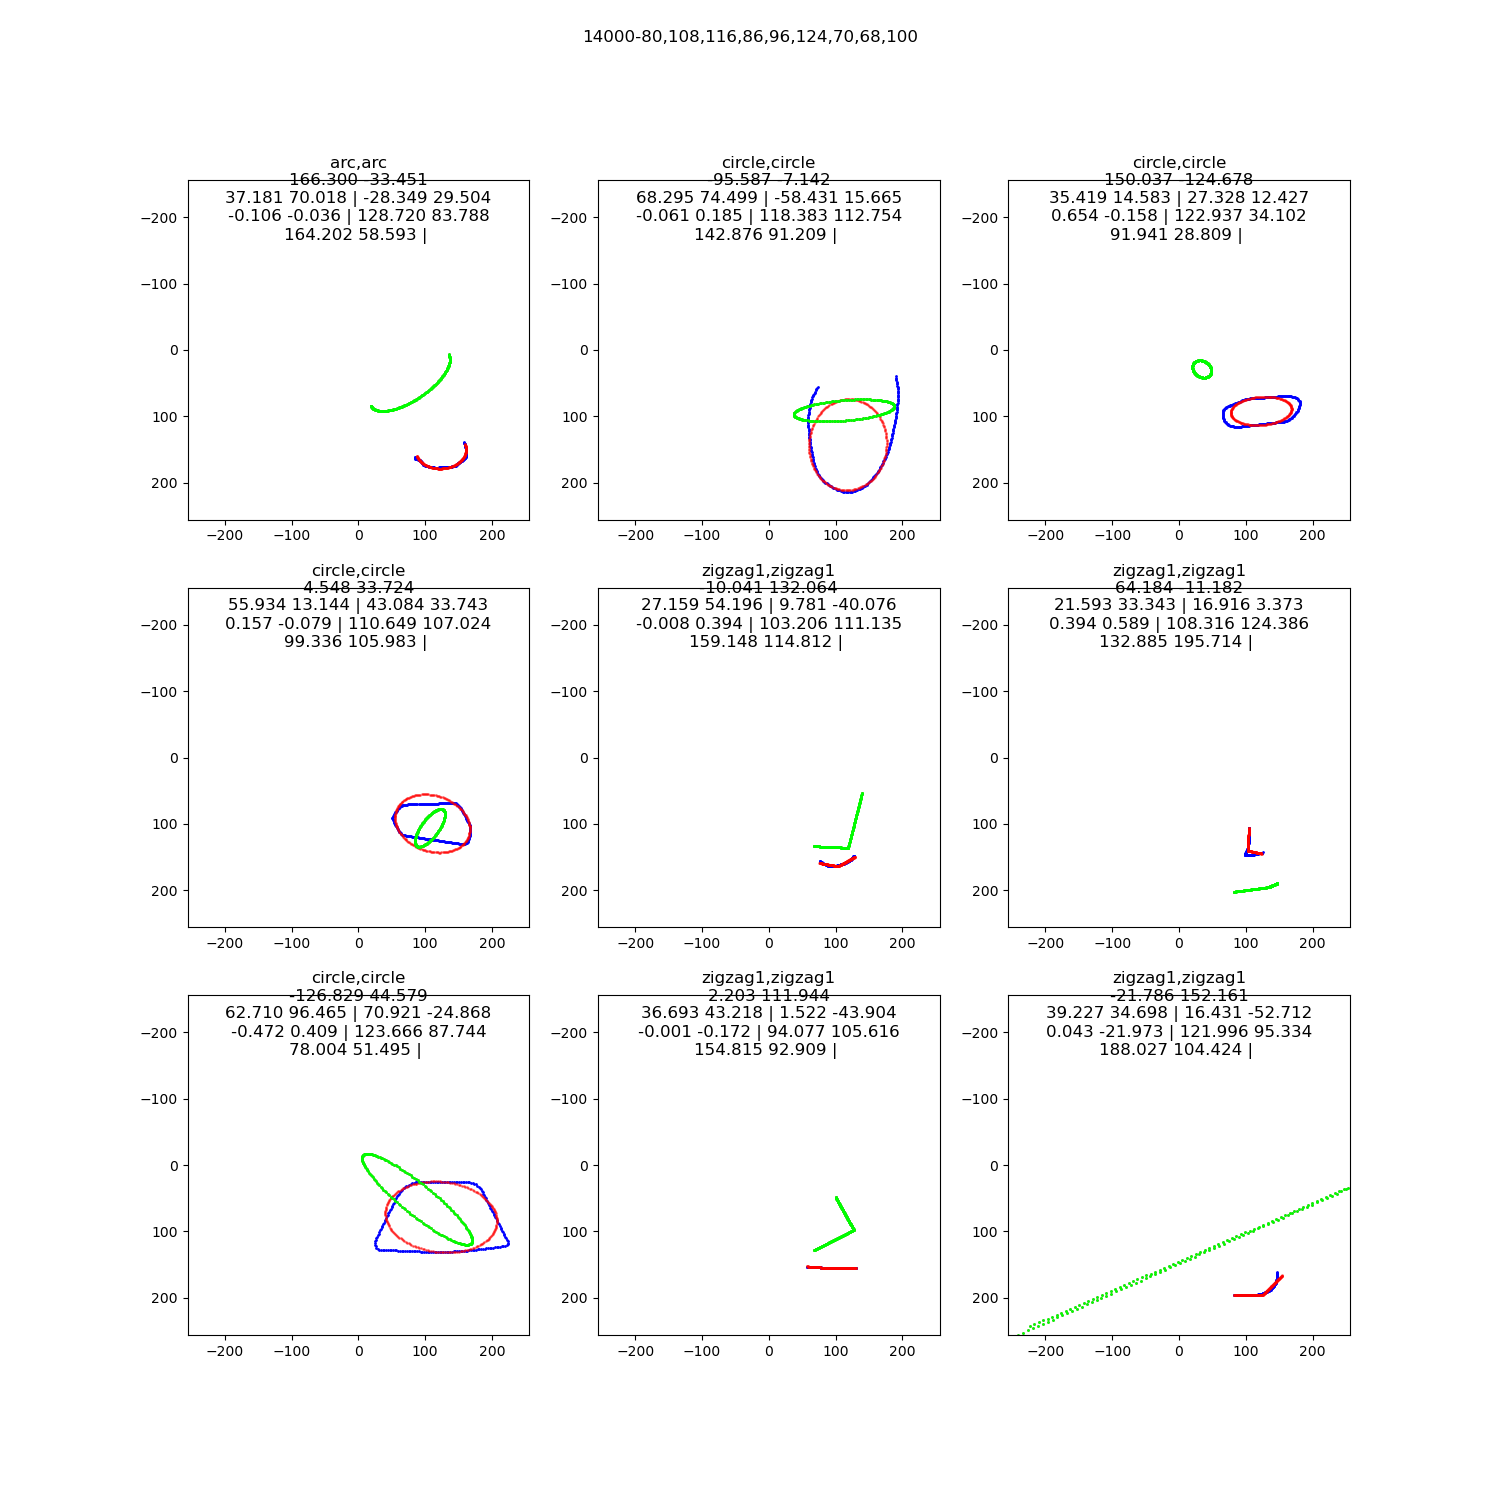 14000-80,108,116,86,96,124,70,68,100
arc,arc
166.300 -33.451
37.181 70.018 | -28.349 29.504
-0.106 -0.036 | 128.720 83.788
164.202 58.593 |
−200
−100
0
100
200
−200 −100 0 100 200
circle,circle
-95.587 -7.142
68.295 74.499 | -58.431 15.665
-0.061 0.185 | 118.383 112.754
142.876 91.209 |
−200
−100
0
100
200
−200 −100 0 100 200
circle,circle
150.037 -124.678
35.419 14.583 | 27.328 12.427
0.654 -0.158 | 122.937 34.102
91.941 28.809 |
−200
−100
0
100
200
−200 −100 0 100 200
circle,circle
4.548 33.724
55.934 13.144 | 43.084 33.743
0.157 -0.079 | 110.649 107.024
99.336 105.983 |
−200
−100
0
100
200
−200 −100 0 100 200
zigzag1,zigzag1
-10.041 132.064
27.159 54.196 | 9.781 -40.076
-0.008 0.394 | 103.206 111.135
159.148 114.812 |
−200
−100
0
100
200
−200 −100 0 100 200
zigzag1,zigzag1
64.184 -11.182
21.593 33.343 | 16.916 3.373
0.394 0.589 | 108.316 124.386
132.885 195.714 |
−200
−100
0
100
200
−200 −100 0 100 200
circle,circle
-126.829 44.579
62.710 96.465 | 70.921 -24.868
-0.472 0.409 | 123.666 87.744
78.004 51.495 |
−200
−100
0
100
200
−200 −100 0 100 200
zigzag1,zigzag1
2.203 111.944
36.693 43.218 | 1.522 -43.904
-0.001 -0.172 | 94.077 105.616
154.815 92.909 |
−200
−100
0
100
200
−200 −100 0 100 200
zigzag1,zigzag1
-21.786 152.161
39.227 34.698 | 16.431 -52.712
0.043 -21.973 | 121.996 95.334
188.027 104.424 |
−200
−100
0
100
200
−200 −100 0 100 200